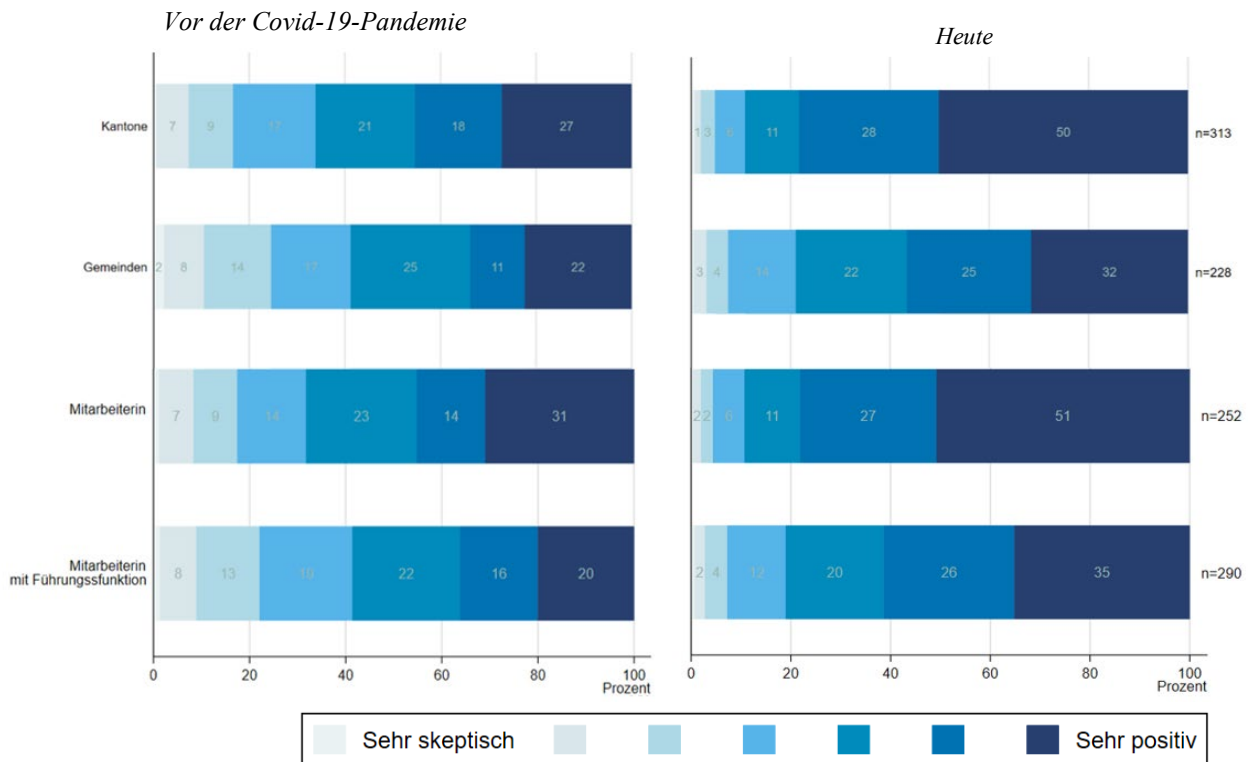 Vor der Covid-19-Pandemie
Heute
Kantone
7 9 17 21 18 27
1 3 6 11 28 50
n=313
Gemeinden
2 8 14 17 25 11 22
3 4 14 22 25 32
n=228
Mitarbeiterin
7 9 14 23 14 31
2 2 6 11 27 51
n=252
Mitarbeiterin
mit Führungssfunktion
8 13 19 22 16 20
2 4 12 20 26 35
n=290
0 20 40 60 80 100
Prozent
0 20 40 60 80 100
Prozent
Sehr skeptisch
Sehr positiv